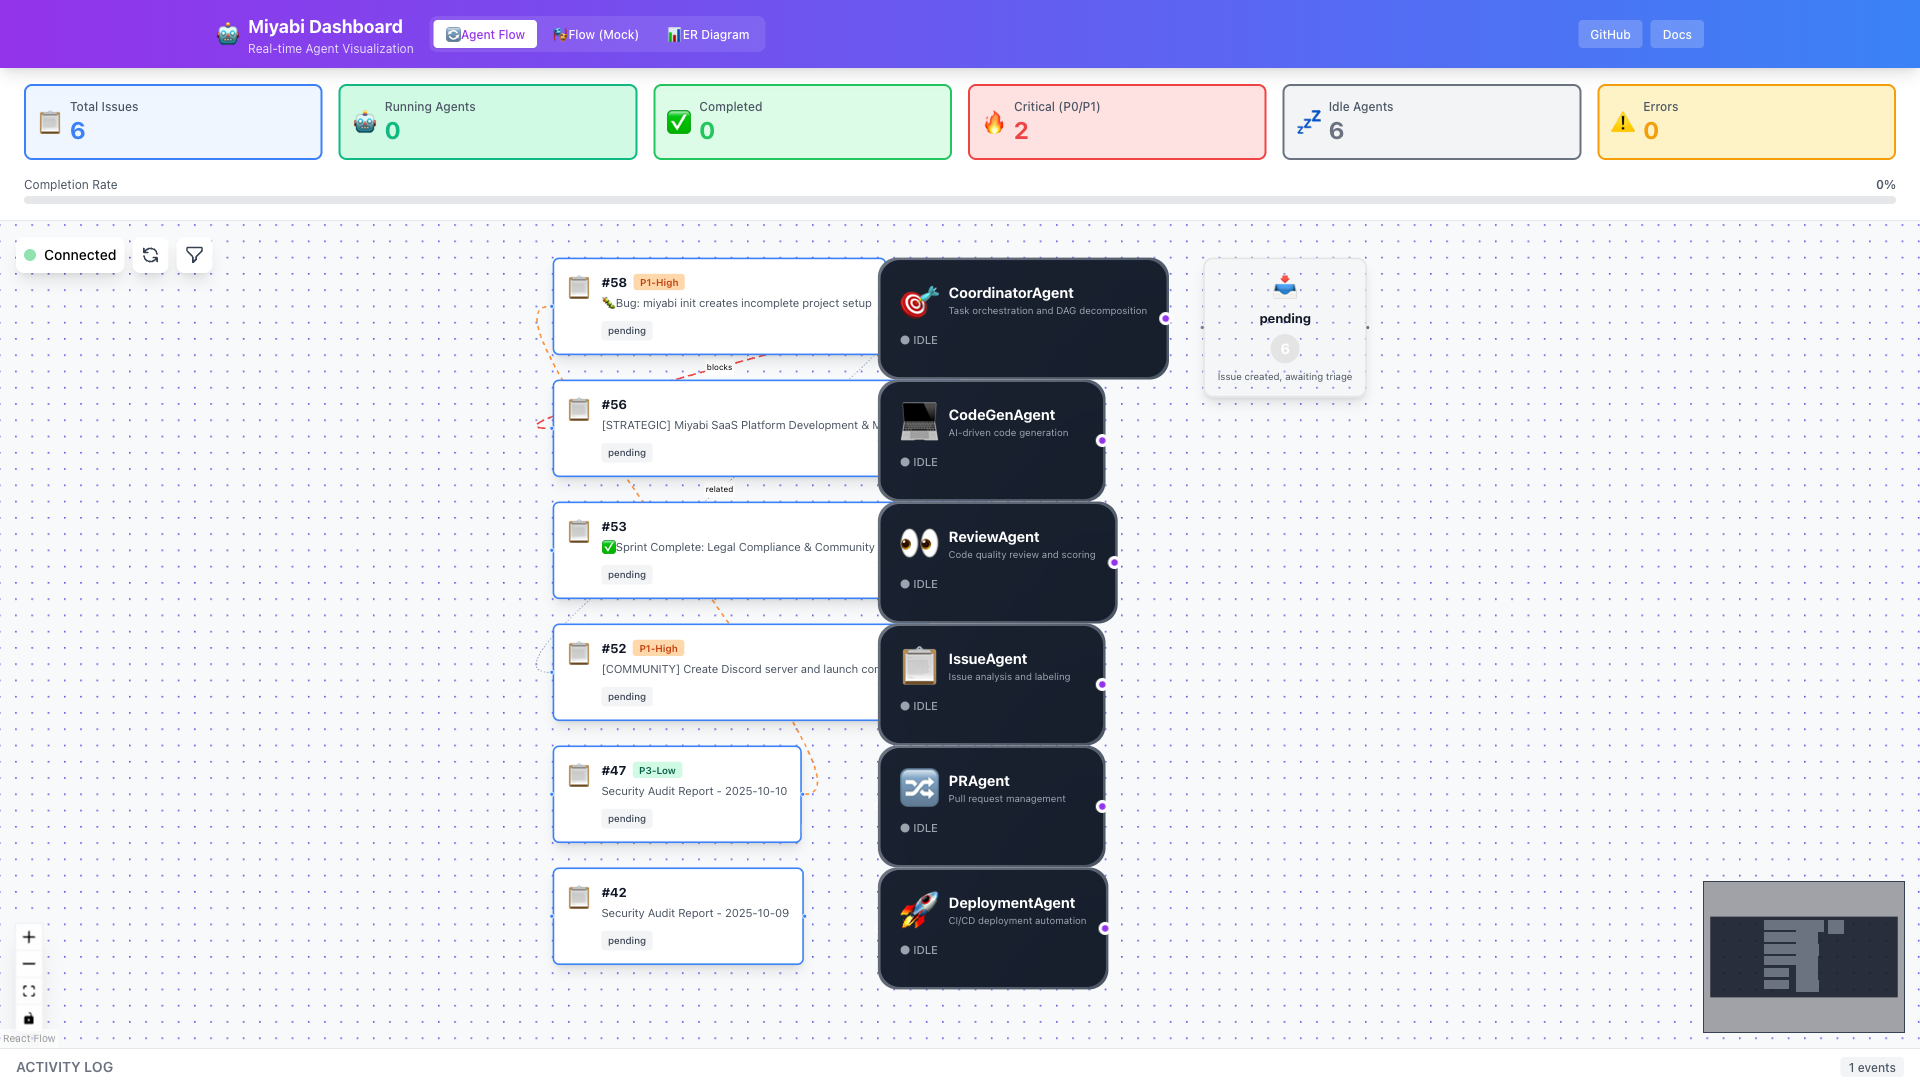 Miyabi Dashboard
Real-time Agent Visualization
Agent Flow
Flow (Mock)
ER Diagram
GitHub
Docs
Total Issues
6
Running Agents
0
Completed
0
Critical (P0/P1)
2
Idle Agents
6
Errors
0
Completion Rate
0%
Connected
#58 P1-High
Bug: miyabi init creates incomplete project setup
pending
blocks
#56
[STRATEGIC] Miyabi SaaS Platform Development & M
pending
related
#53
Sprint Complete: Legal Compliance & Community
pending
#52 P1-High
[COMMUNITY] Create Discord server and launch
pending
#47 P3-Low
Security Audit Report - 2025-10-10
pending
#42
Security Audit Report - 2025-10-09
pending
CoordinatorAgent
Task orchestration and DAG decomposition
IDLE
CodeGenAgent
AI-driven code generation
IDLE
ReviewAgent
Code quality review and scoring
IDLE
IssueAgent
Issue analysis and labeling
IDLE
PRAgent
Pull request management
IDLE
DeploymentAgent
CI/CD deployment automation
IDLE
pending
6
Issue created, awaiting triage
React Flow
ACTIVITY LOG
1 events